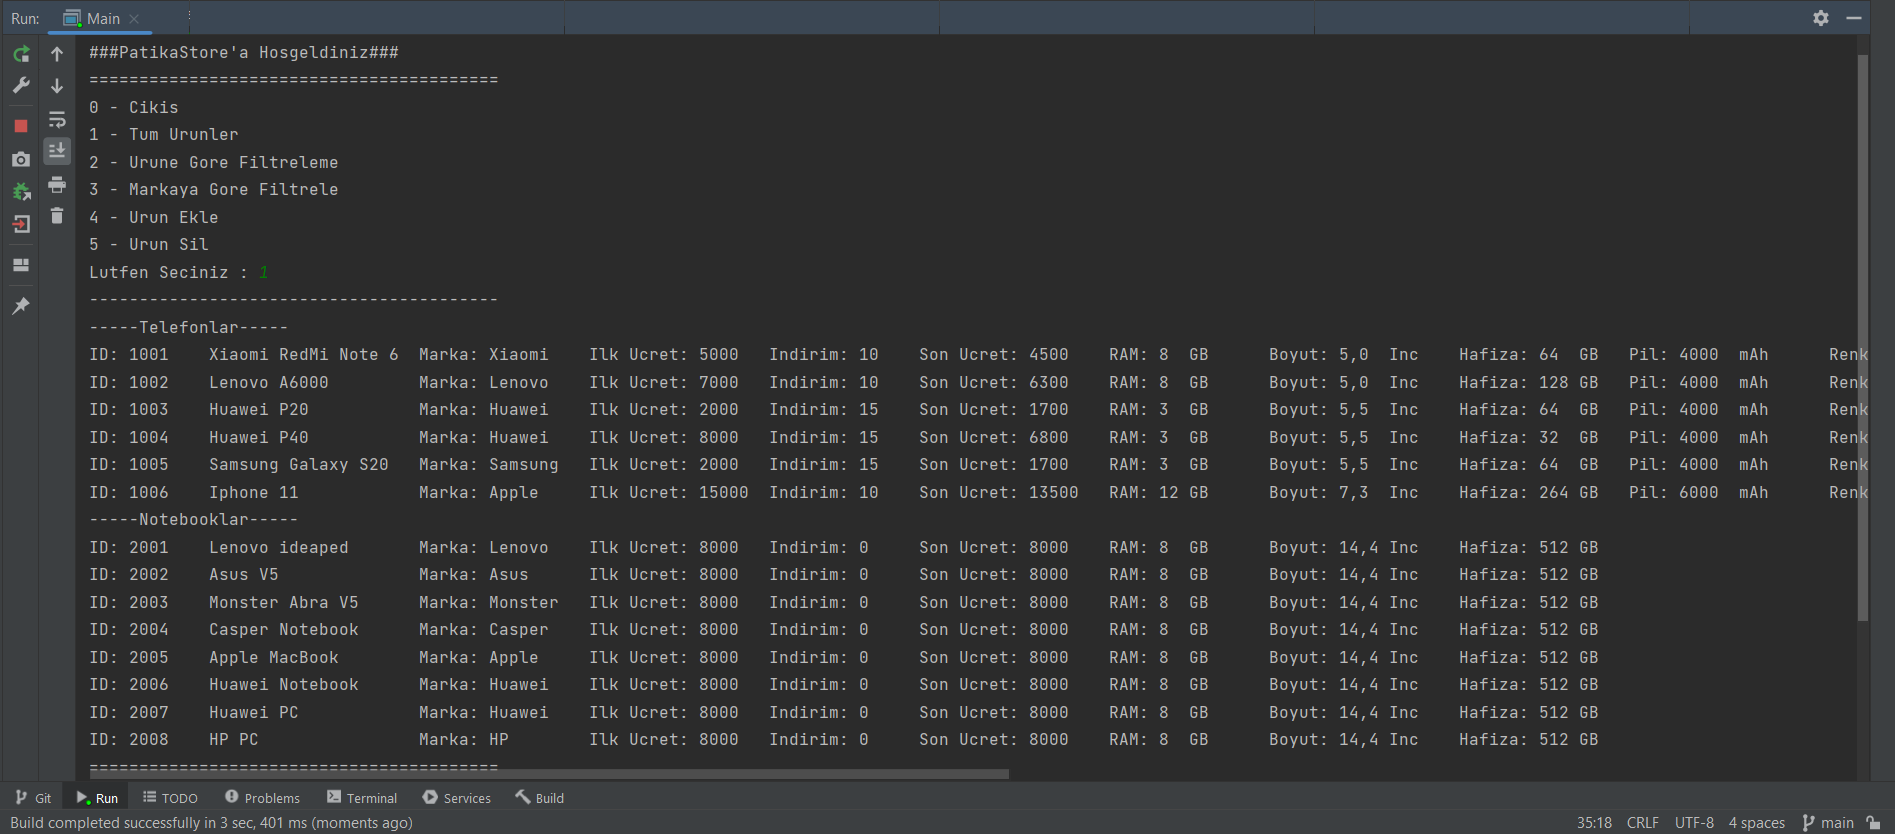 Run: Main
###PatikaStore'a Hosgeldiniz###
=========================================
0 - Cikis
1 - Tum Urunler
2 - Urune Gore Filtreleme
3 - Markaya Gore Filtrele
4 - Urun Ekle
5 - Urun Sil
Lutfen Seciniz : 1
-----------------------------------------
-----Telefonlar-----
ID: 1001 Xiaomi RedMi Note 6 Marka: Xiaomi Ilk Ucret: 5000 Indirim: 10 Son Ucret: 4500 RAM: 8 GB Boyut: 5,0 Inc Hafiza: 64 GB Pil: 4000 mAh Renk
ID: 1002 Lenovo A6000 Marka: Lenovo Ilk Ucret: 7000 Indirim: 10 Son Ucret: 6300 RAM: 8 GB Boyut: 5,0 Inc Hafiza: 128 GB Pil: 4000 mAh Renk
ID: 1003 Huawei P20 Marka: Huawei Ilk Ucret: 2000 Indirim: 15 Son Ucret: 1700 RAM: 3 GB Boyut: 5,5 Inc Hafiza: 64 GB Pil: 4000 mAh Renk
ID: 1004 Huawei P40 Marka: Huawei Ilk Ucret: 8000 Indirim: 15 Son Ucret: 6800 RAM: 3 GB Boyut: 5,5 Inc Hafiza: 32 GB Pil: 4000 mAh Renk
ID: 1005 Samsung Galaxy S20 Marka: Samsung Ilk Ucret: 2000 Indirim: 15 Son Ucret: 1700 RAM: 3 GB Boyut: 5,5 Inc Hafiza: 64 GB Pil: 4000 mAh Renk
ID: 1006 Iphone 11 Marka: Apple Ilk Ucret: 15000 Indirim: 10 Son Ucret: 13500 RAM: 12 GB Boyut: 7,3 Inc Hafiza: 264 GB Pil: 6000 mAh Renk
-----Notebooklar-----
ID: 2001 Lenovo ideaped Marka: Lenovo Ilk Ucret: 8000 Indirim: 0 Son Ucret: 8000 RAM: 8 GB Boyut: 14,4 Inc Hafiza: 512 GB
ID: 2002 Asus V5 Marka: Asus Ilk Ucret: 8000 Indirim: 0 Son Ucret: 8000 RAM: 8 GB Boyut: 14,4 Inc Hafiza: 512 GB
ID: 2003 Monster Abra V5 Marka: Monster Ilk Ucret: 8000 Indirim: 0 Son Ucret: 8000 RAM: 8 GB Boyut: 14,4 Inc Hafiza: 512 GB
ID: 2004 Casper Notebook Marka: Casper Ilk Ucret: 8000 Indirim: 0 Son Ucret: 8000 RAM: 8 GB Boyut: 14,4 Inc Hafiza: 512 GB
ID: 2005 Apple MacBook Marka: Apple Ilk Ucret: 8000 Indirim: 0 Son Ucret: 8000 RAM: 8 GB Boyut: 14,4 Inc Hafiza: 512 GB
ID: 2006 Huawei Notebook Marka: Huawei Ilk Ucret: 8000 Indirim: 0 Son Ucret: 8000 RAM: 8 GB Boyut: 14,4 Inc Hafiza: 512 GB
ID: 2007 Huawei PC Marka: Huawei Ilk Ucret: 8000 Indirim: 0 Son Ucret: 8000 RAM: 8 GB Boyut: 14,4 Inc Hafiza: 512 GB
ID: 2008 HP PC Marka: HP Ilk Ucret: 8000 Indirim: 0 Son Ucret: 8000 RAM: 8 GB Boyut: 14,4 Inc Hafiza: 512 GB
=========================================
Git Run TODO Problems Terminal Services Build
Build completed successfully in 3 sec, 401 ms (moments ago) 35:18 CRLF UTF-8 4 spaces main